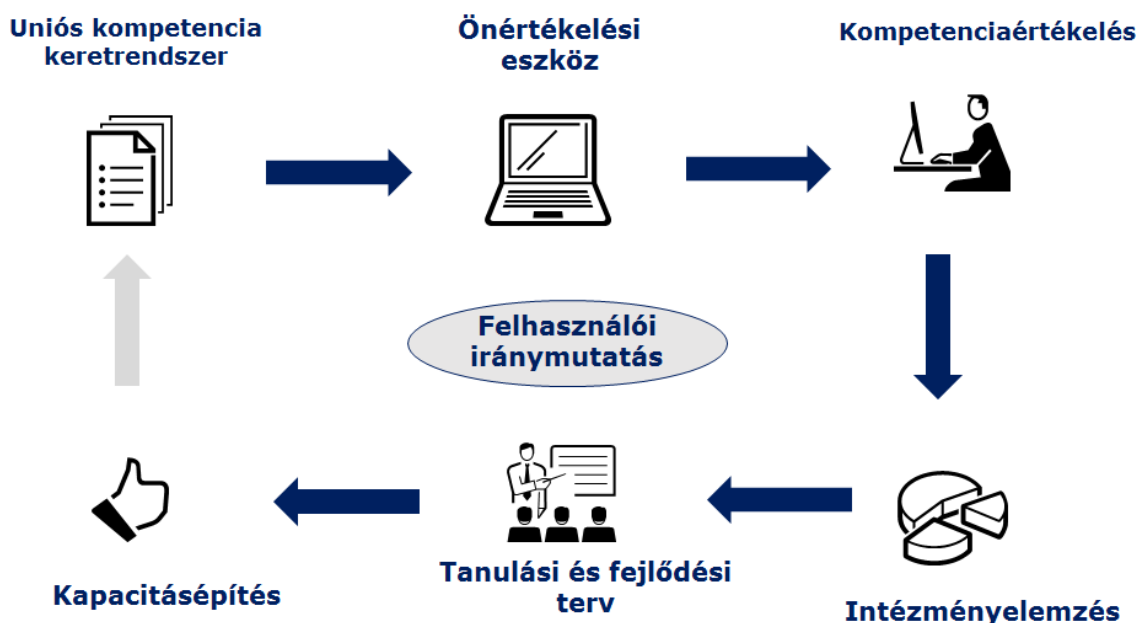 Uniós kompetencia
keretrendszer
Önértékelési
eszköz
Kompetenciaértékelés
Felhasználói
iránymutatás
Kapacitásépítés
Tanulási és fejlődési
terv
Intézményelemzés